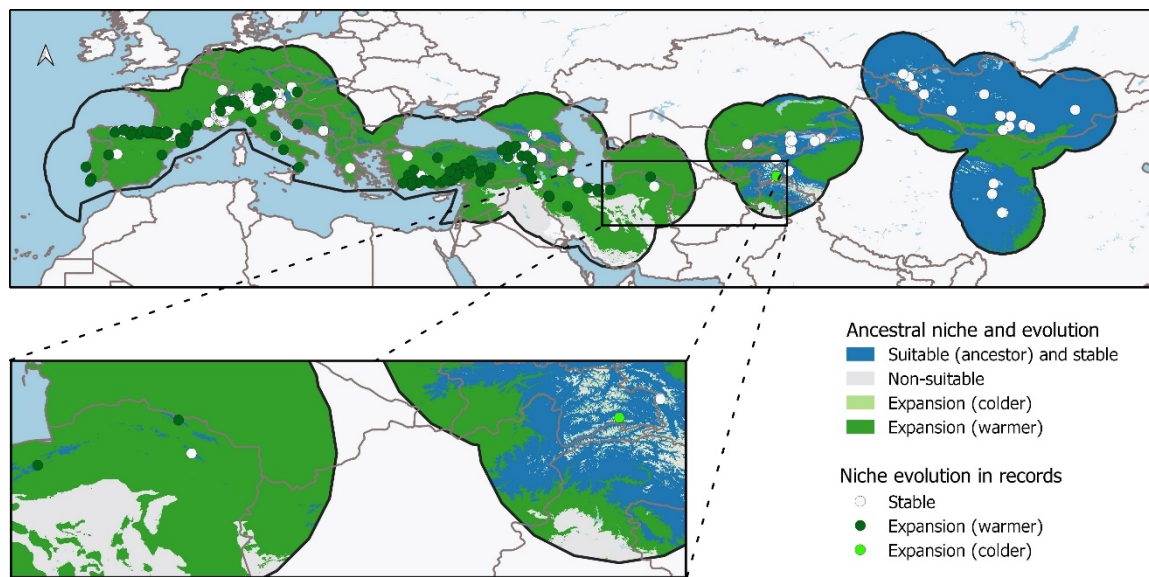 Ancestral niche and evolution
Suitable (ancestor) and stable
Non-suitable
Expansion (colder)
Expansion (warmer)
Niche evolution in records
Stable
Expansion (warmer)
Expansion (colder)